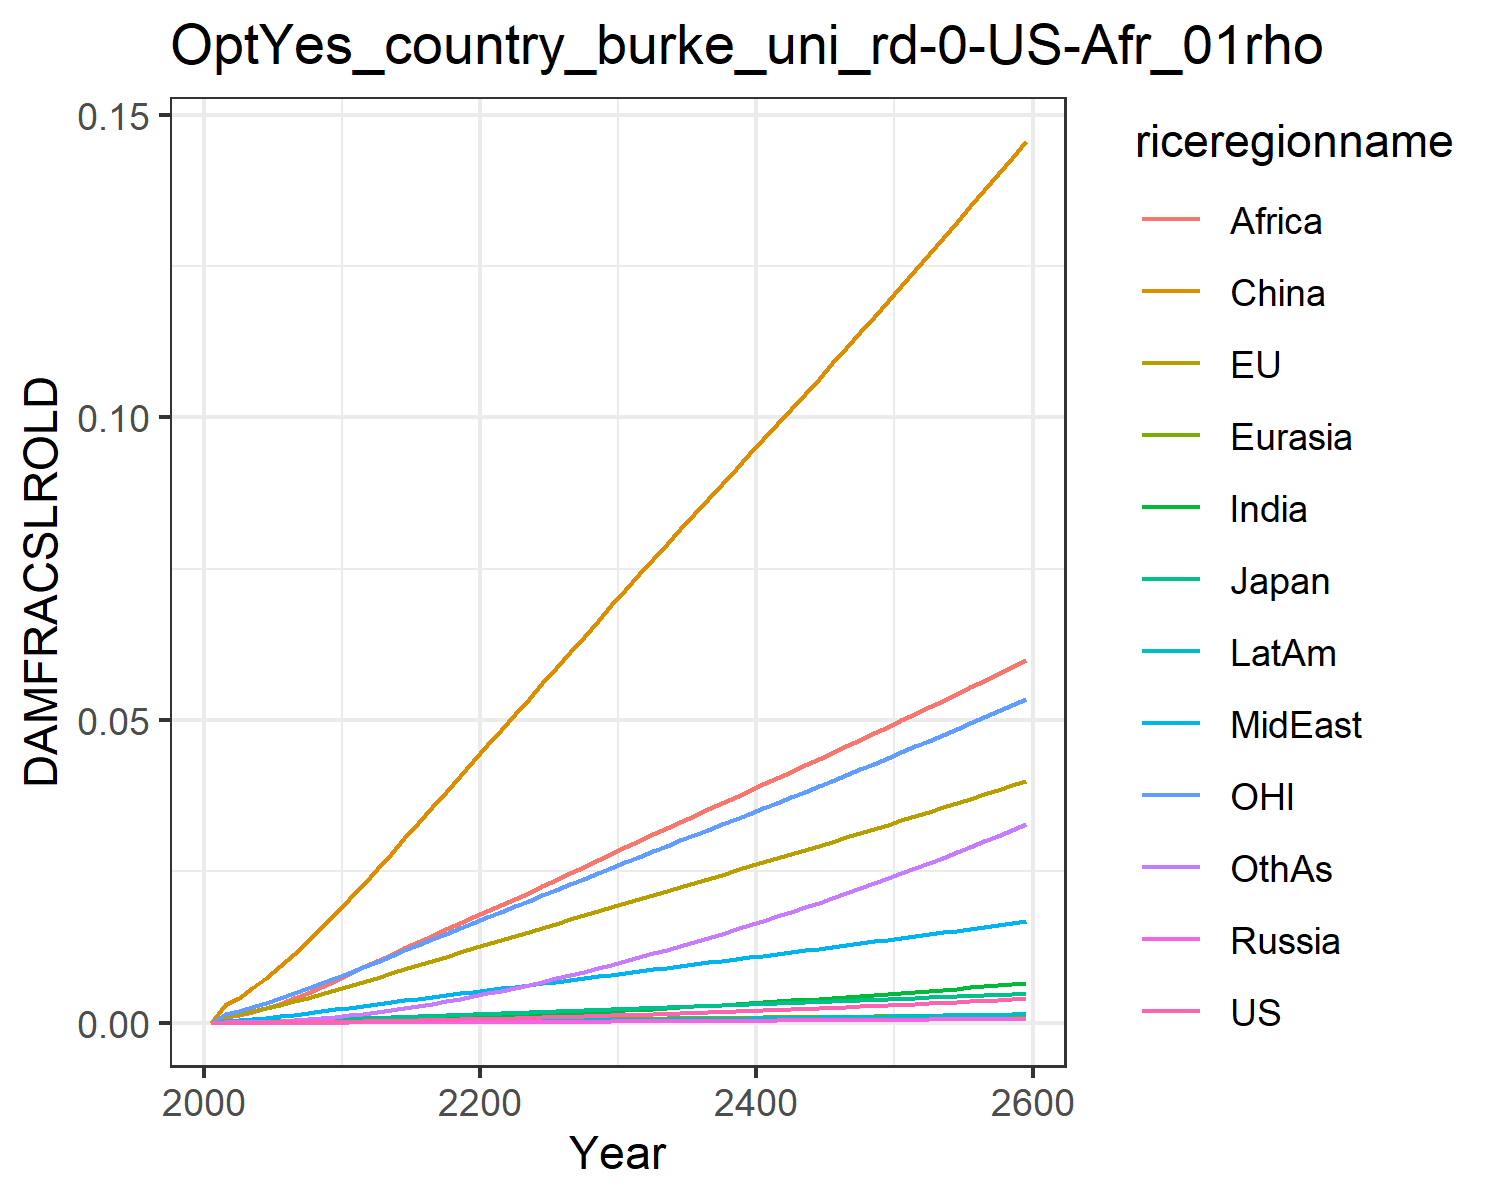 OptYes_country_burke_uni_rd-0-US-Afr_01rho
0.15
0.10
0.05
0.00
DAMFRACSLROLD
2000
2200
2400
2600
Year
riceregionname
Africa
China
EU
Eurasia
India
Japan
LatAm
MidEast
OHI
OthAs
Russia
US